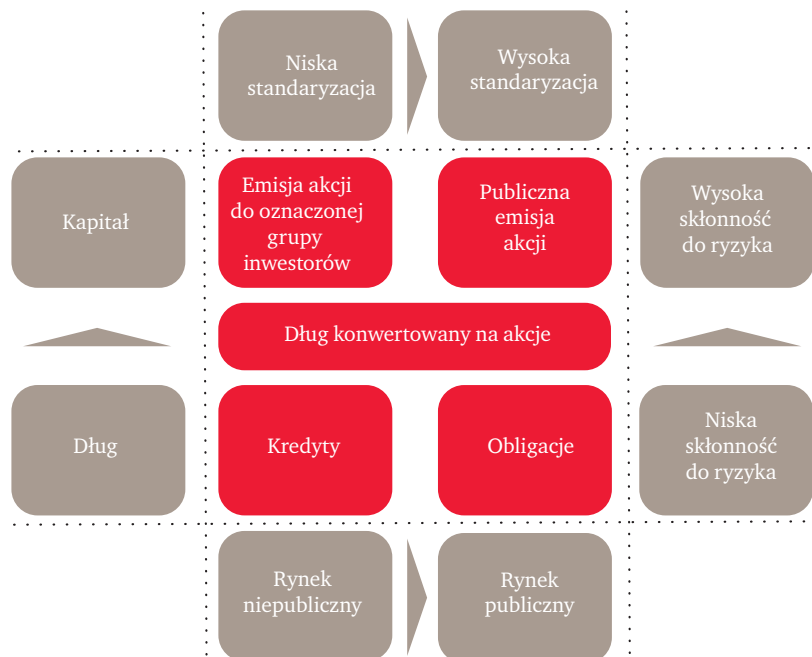 Niska
standaryzacja
Wysoka
standaryzacja
Kapitał
Emisja akcji
do oznaczonej
grupy
inwestorów
Publiczna
emisja
akcji
Wysoka
skłonność
do ryzyka
Dług konwertowany na akcje
Dług
Kredyty
Obligacje
Niska
skłonność
do ryzyka
Rynek
niepubliczny
Rynek
publiczny